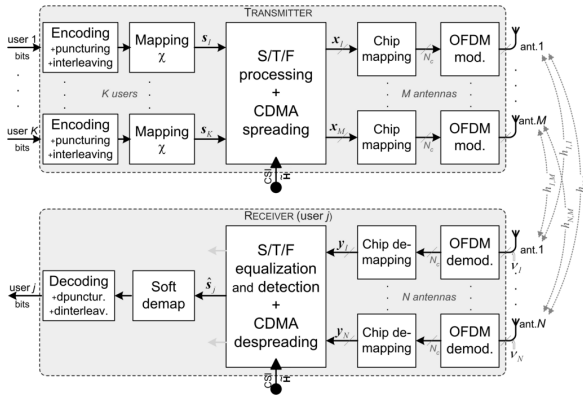 TRANSMITTER
user 1
bits
Encoding
+puncturing
+interleaving
Mapping
χ
s1
S/T/F
processing
+
CDMA
spreading
x1
Chip
mapping
Nc
OFDM
mod.
ant.1
K users
M antennas
user K
bits
Encoding
+puncturing
+interleaving
Mapping
χ
sK
xM
Chip
mapping
Nc
OFDM
mod.
ant.M
CSI
H̃
h1,M
hN,M
h1,1
RECEIVER (user j)
user j
bits
Decoding
+dpunctur.
+dinterleav.
Soft
demap
ŝj
S/T/F
equalization
and detection
+
CDMA
despreading
y1
Chip de-
mapping
Nc
OFDM
demod.
ant.1
ν1
N antennas
yN
Chip de-
mapping
Nc
OFDM
demod.
ant.N
νN
CSI
H̃